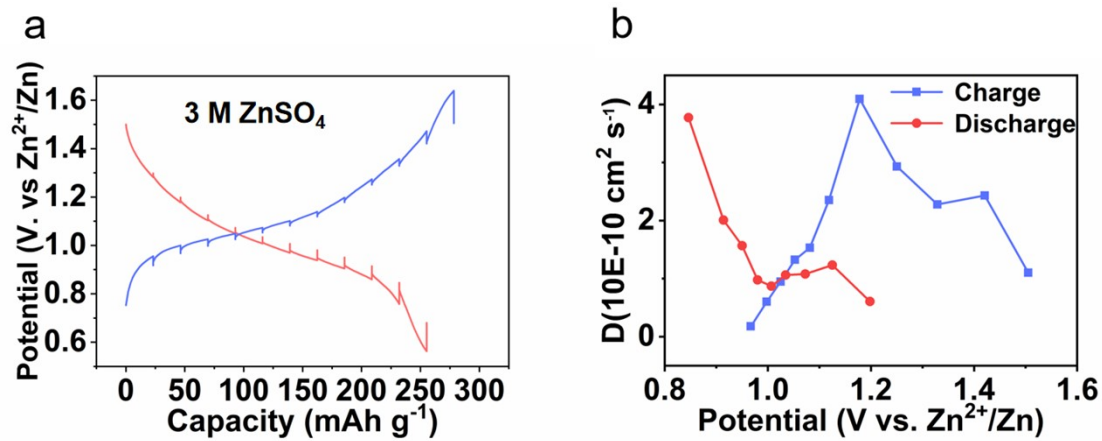 a
3 M ZnSO4
Potential (V. vs Zn2+/Zn)
1.6
1.4
1.2
1.0
0.8
0.6
0 50 100 150 200 250 300
Capacity (mAh g-1)
b
Charge
Discharge
D(10E-10 cm2 s-1)
4
2
0
0.8 1.0 1.2 1.4 1.6
Potential (V vs. Zn2+/Zn)